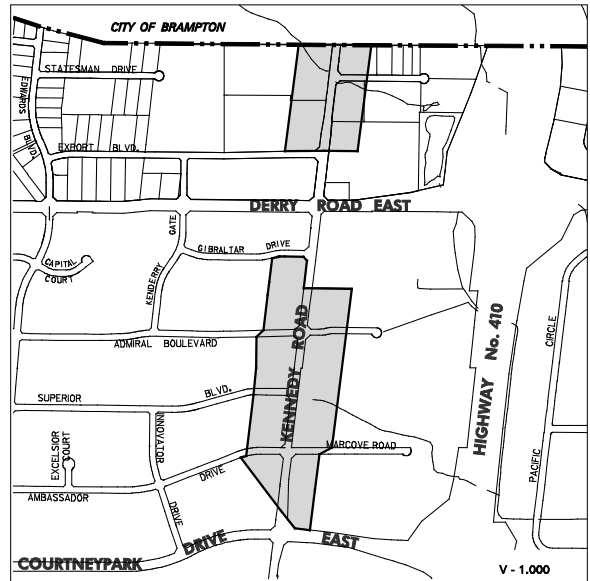 CITY OF BRAMPTON
STATESMAN DRIVE
EDWARDS
BLVD.
EXPORT BLVD.
DERRY ROAD EAST
GATE
GIBRALTAR DRIVE
CAPITAL
COURT
KENDERRY
KENNEDY ROAD
HIGHWAY No. 410
CIRCLE
ADMIRAL BOULEVARD
SUPERIOR BLVD.
EXCELSIOR
COURT
INNOVATOR
MARCOVE ROAD
PACIFIC
AMBASSADOR DRIVE
DRIVE
COURTNEYPARK DRIVE EAST
V - 1.000